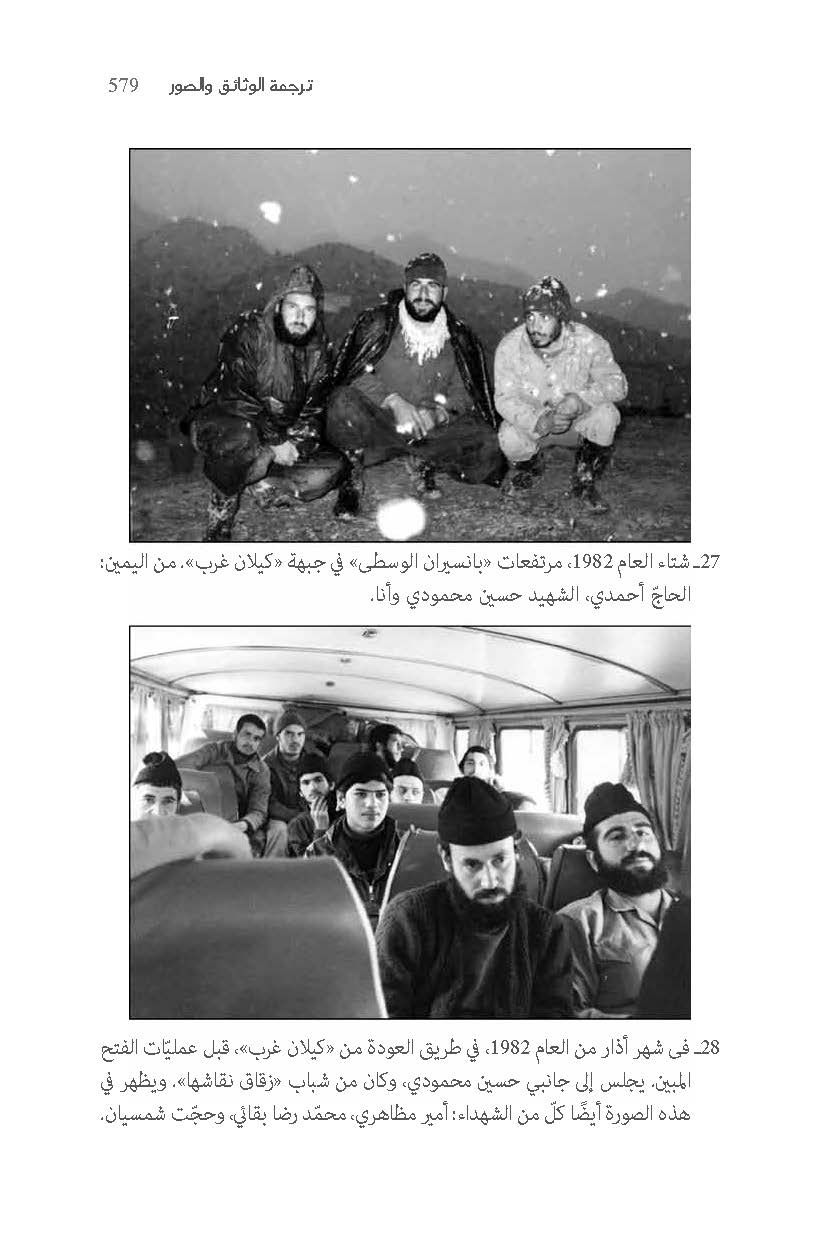 ترجمة الوثائق والصور 579
27ـ شتاء العام 1982، مرتفعات «بانسيران الوسطى» في جبهة «كيلان غرب». من اليمين:
الحاجّ أحمدي، الشهيد حسين محمودي وأنا.
28ـ فى شهر أذار من العام 1982، في طريق العودة من «كيلان غرب»، قبل عمليّات الفتح
المبين. يجلس إلى جانبي حسين محمودي، وكان من شباب «زقاق نقاشها». ويظهر في
هذه الصورة أيضًا كلّ من الشهداء: أمير مظاهري، محمّد رضا بقائي، وحجّت شمسيان.